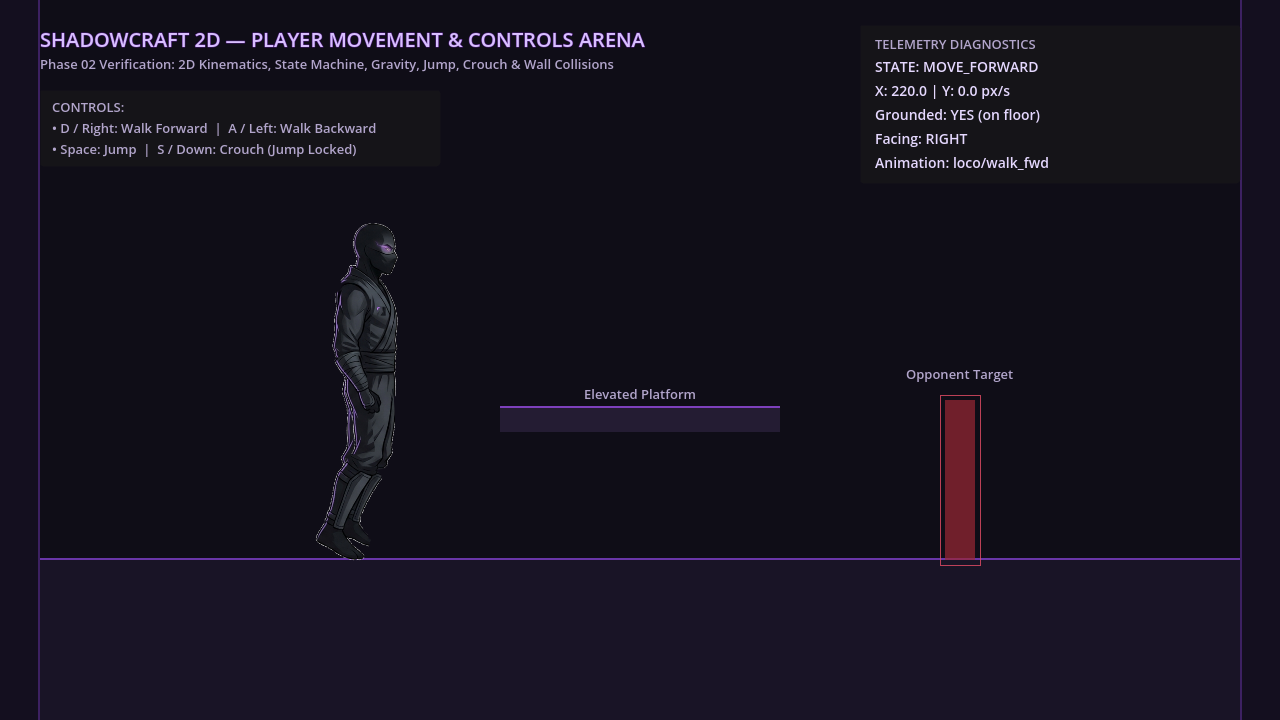 SHADOWCRAFT 2D — PLAYER MOVEMENT & CONTROLS ARENA
Phase 02 Verification: 2D Kinematics, State Machine, Gravity, Jump, Crouch & Wall Collisions
CONTROLS:
• D / Right: Walk Forward | A / Left: Walk Backward
• Space: Jump | S / Down: Crouch (Jump Locked)
TELEMETRY DIAGNOSTICS
STATE: MOVE_FORWARD
X: 220.0 | Y: 0.0 px/s
Grounded: YES (on floor)
Facing: RIGHT
Animation: loco/walk_fwd
Elevated Platform
Opponent Target